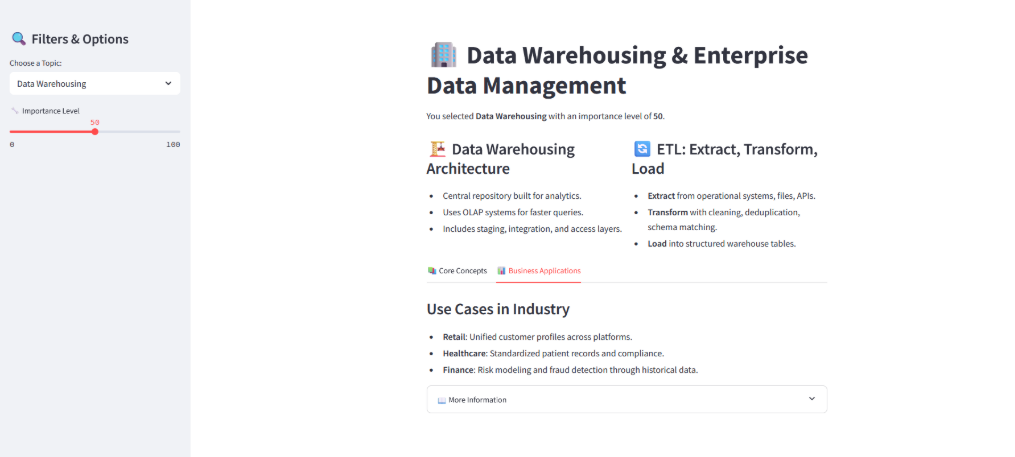 Filters & Options
Choose a Topic:
Data Warehousing
Importance Level
50
0 100
Data Warehousing & Enterprise
Data Management
You selected Data Warehousing with an importance level of 50.
Data Warehousing
Architecture
Central repository built for analytics.
Uses OLAP systems for faster queries.
Includes staging, integration, and access layers.
ETL: Extract, Transform,
Load
Extract from operational systems, files, APIs.
Transform with cleaning, deduplication,
schema matching.
Load into structured warehouse tables.
Core Concepts Business Applications
Use Cases in Industry
Retail: Unified customer profiles across platforms.
Healthcare: Standardized patient records and compliance.
Finance: Risk modeling and fraud detection through historical data.
More Information